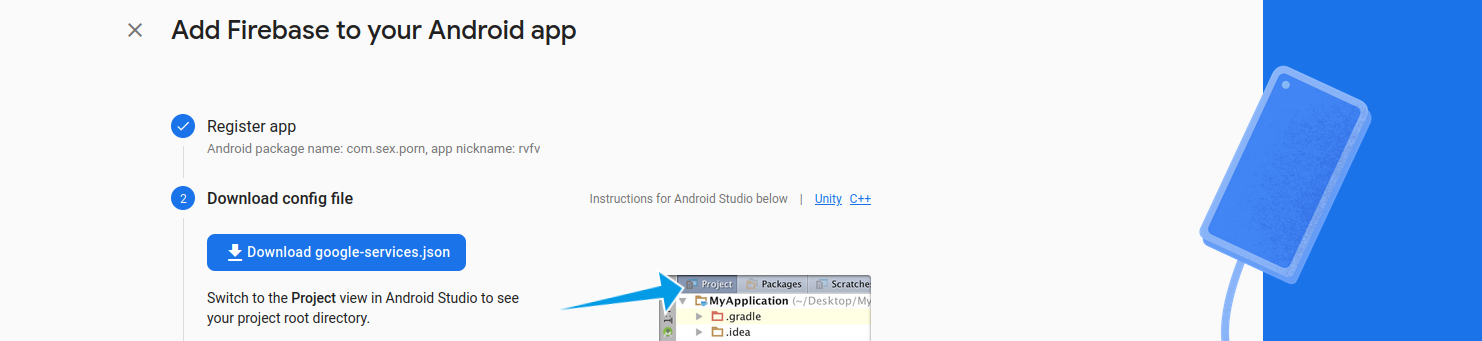 Add Firebase to your Android app
Register app
Android package name: com.sex.porn, app nickname: rvfv
2 Download config file
Instructions for Android Studio below | Unity C++
Download google-services.json
Switch to the Project view in Android Studio to see
your project root directory.
Project Packages Scratches
MyApplication (~/Desktop/My
.gradle
.idea